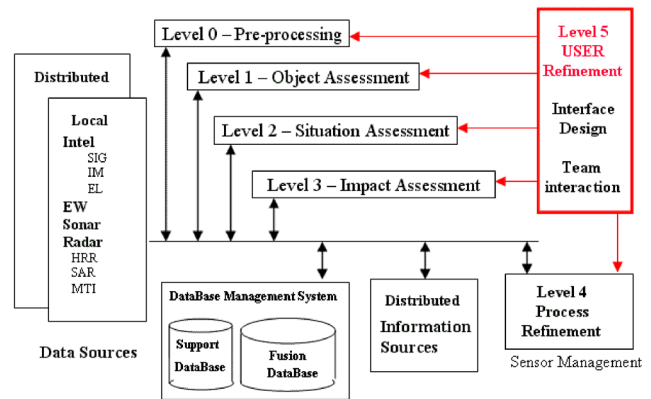 Level 0 – Pre-processing
Level 1 – Object Assessment
Level 2 – Situation Assessment
Level 3 – Impact Assessment
Level 5
USER
Refinement
Interface
Design
Team
interaction
Distributed
Local
Intel
SIG
IM
EL
EW
Sonar
Radar
HRR
SAR
MTI
Data Sources
DataBase Management System
Support
DataBase
Fusion
DataBase
Distributed
Information
Sources
Level 4
Process
Refinement
Sensor Management